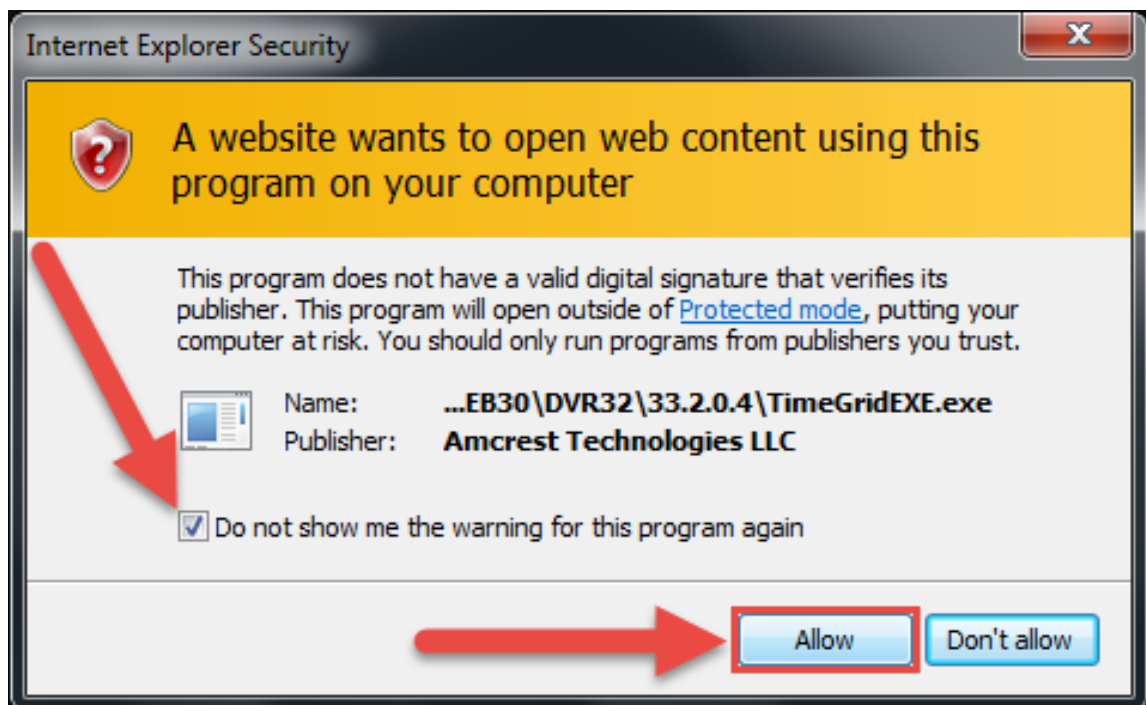 Internet Explorer Security
x
A website wants to open web content using this
program on your computer
This program does not have a valid digital signature that verifies its
publisher. This program will open outside of Protected mode, putting your
computer at risk. You should only run programs from publishers you trust.
Name: ...EB30\DVR32\33.2.0.4\TimeGridEXE.exe
Publisher: Amcrest Technologies LLC
Do not show me the warning for this program again
Allow Don't allow